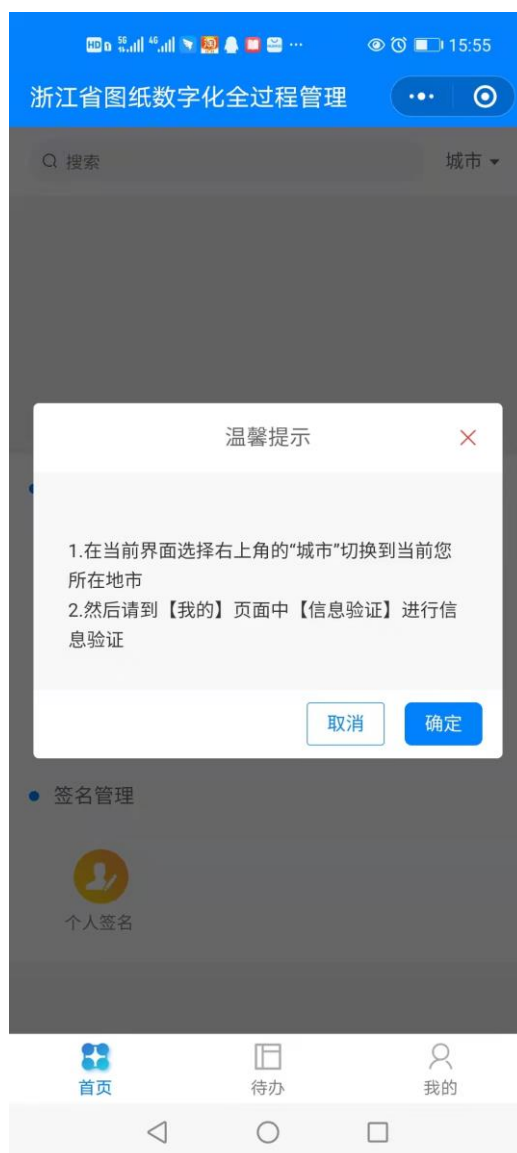 HD 5G 4G 淘 ··· 15:55
浙江省图纸数字化全过程管理
搜索
城市
温馨提示
1.在当前界面选择右上角的“城市”切换到当前您
所在地市
2.然后请到【我的】页面中【信息验证】进行信
息验证
取消
确定
签名管理
个人签名
首页
待办
我的